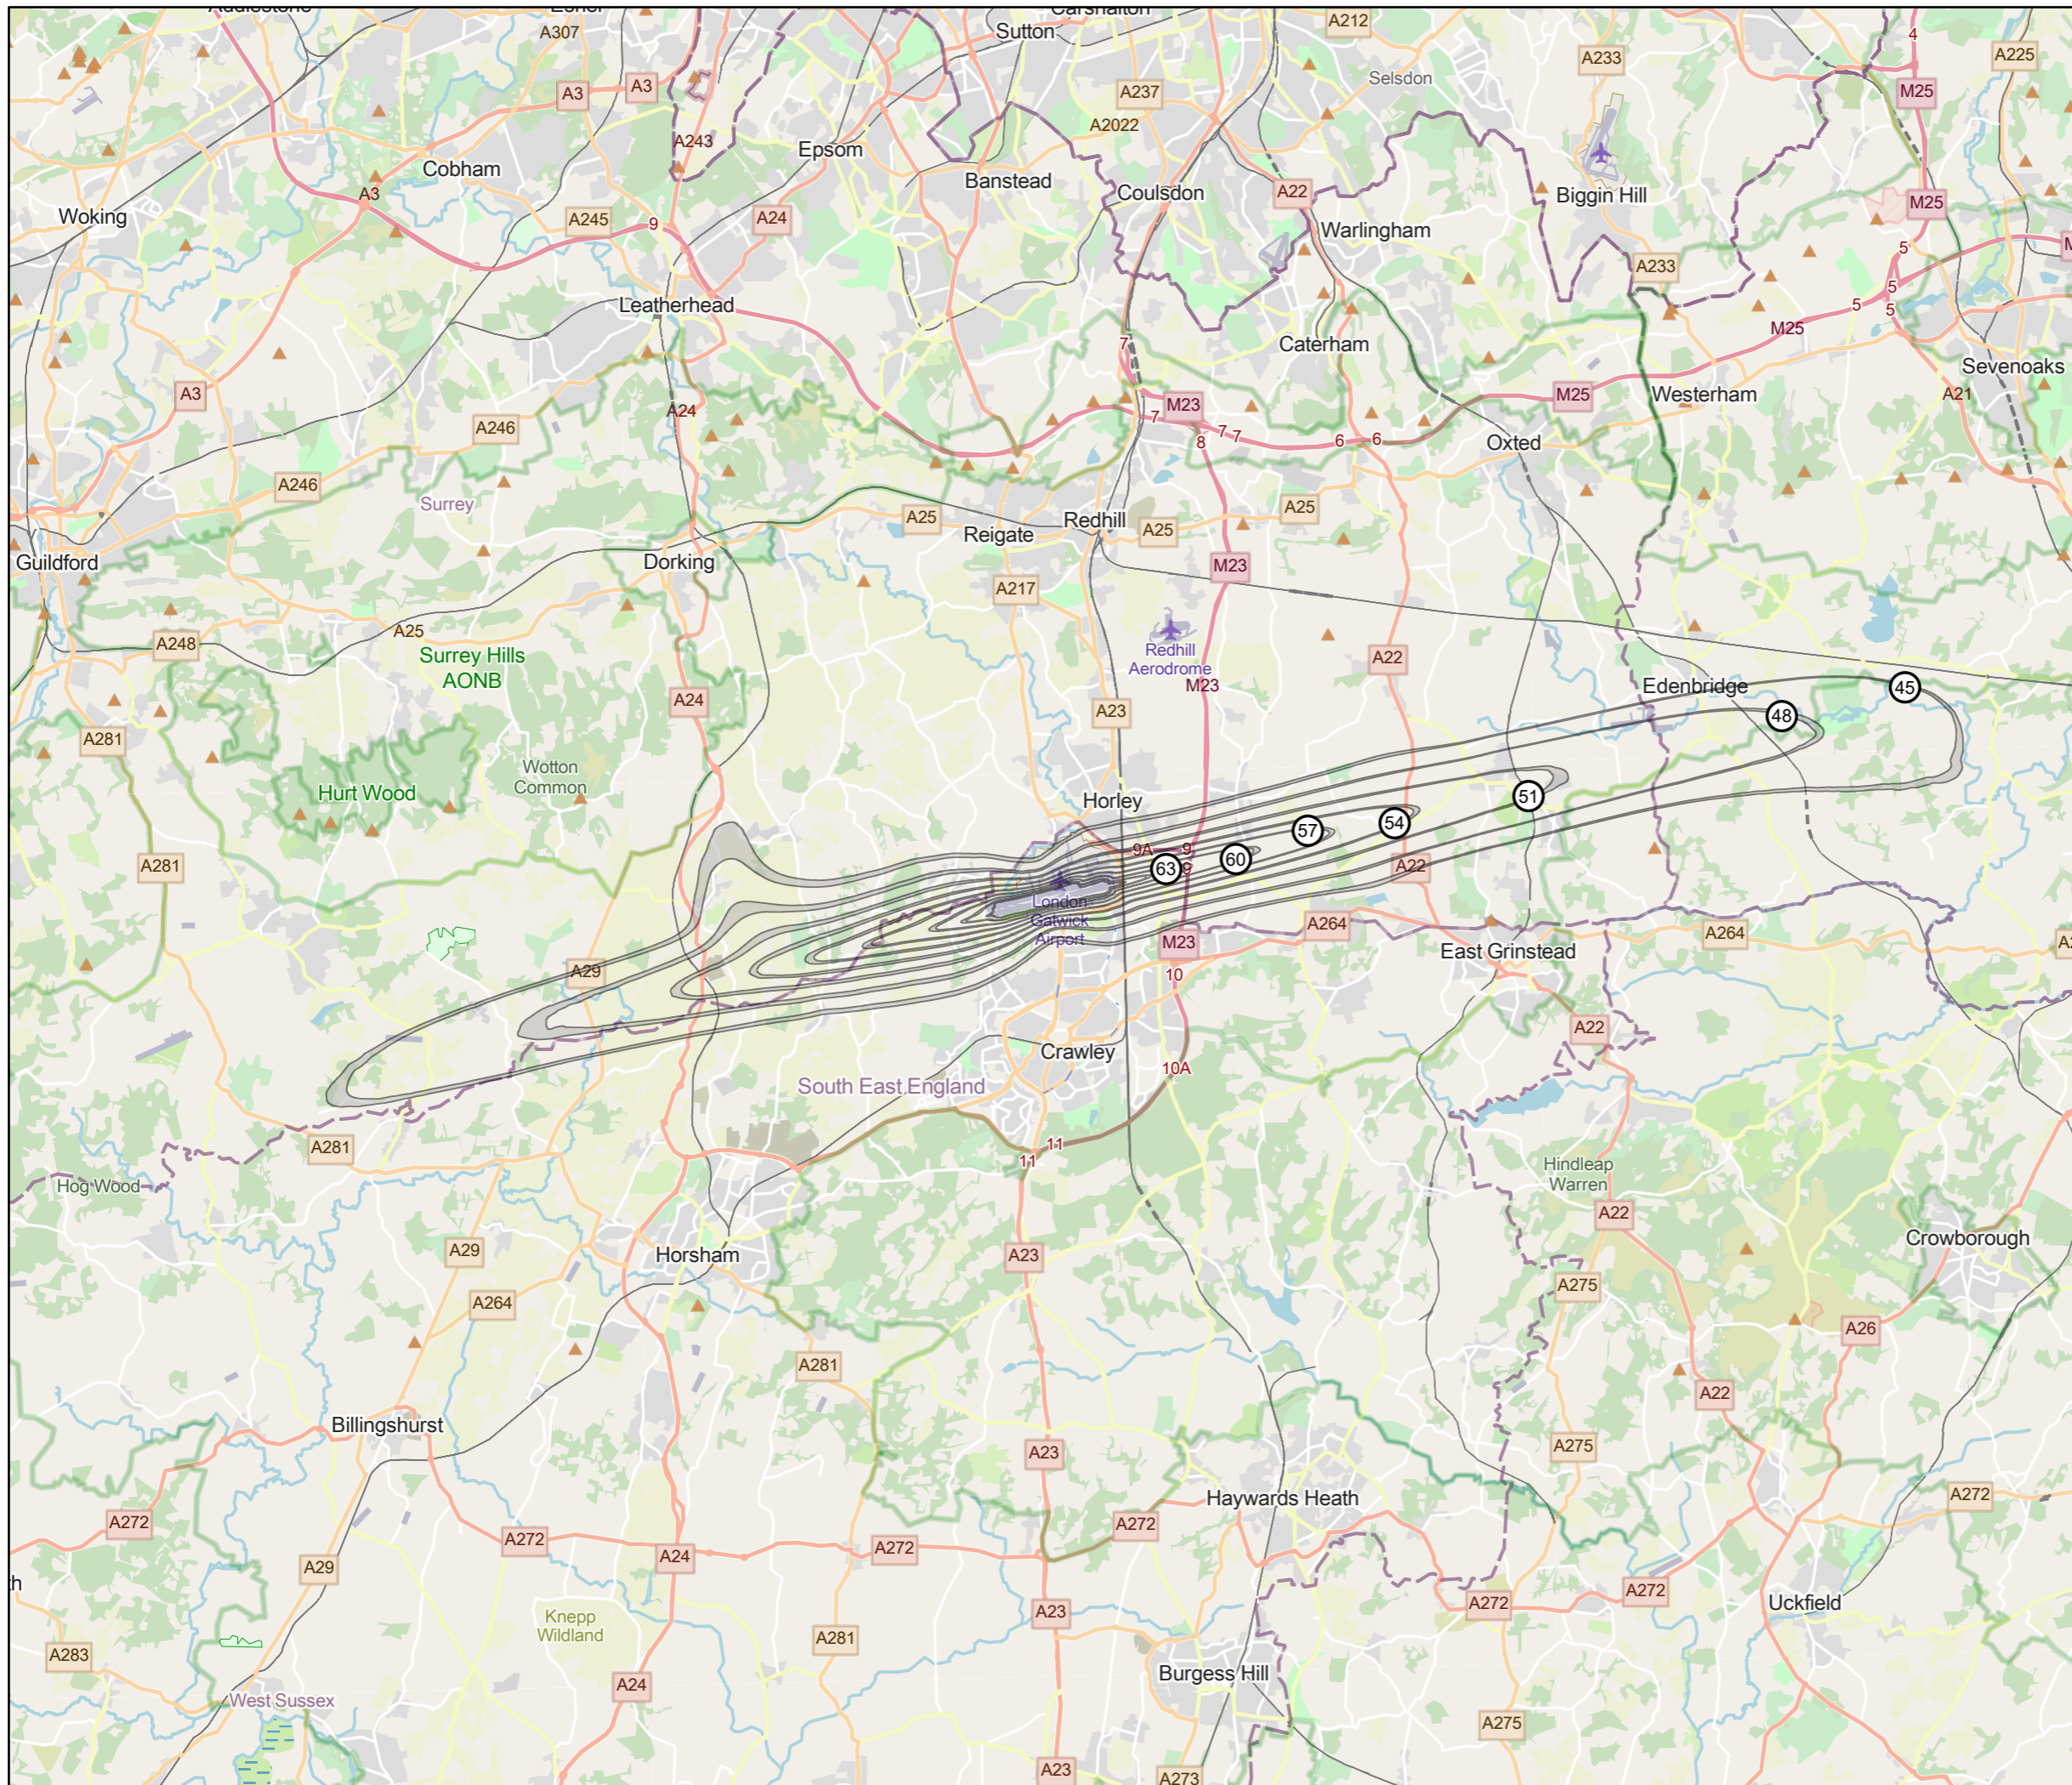 A307
Sutton
A212
A233
4
A225
A3
A3
A237
Selsdon
M25
A243
A2022
Epsom
Cobham
Banstead
Coulsdon
A22
Biggin Hill
M25
A3
Woking
A245
9
A24
Warlingham
5
A233
5
5
5
Leatherhead
M25
7
Caterham
Sevenoaks
A3
A24
M23
M25
Westerham
A21
7
A246
8
7
7
6
6
Oxted
A246
Surrey
A25
Reigate
Redhill
A25
A25
Guildford
Dorking
M23
A217
A248
A25
Surrey Hills
AONB
Redhill
Aerodrome
A22
M23
Edenbridge
45
A24
A23
48
A281
Wotton
Common
Hurt Wood
Horley
51
57
54
9A
9
60
63
9
A281
A22
London
Gatwick
Airport
A264
A264
M23
East Grinstead
A29
10
A22
Crawley
10A
South East England
11
11
A281
Hog Wood
Hindleap
Warren
A22
A29
Horsham
A23
Crowborough
A264
A275
A26
A281
A22
Billingshurst
A23
A275
Haywards Heath
A272
A272
A272
A272
A272
A24
A29
th
A23
A272
A272
Uckfield
Knepp
Wildland
A281
A283
Burgess Hill
A24
West Sussex
A275
A23
A273